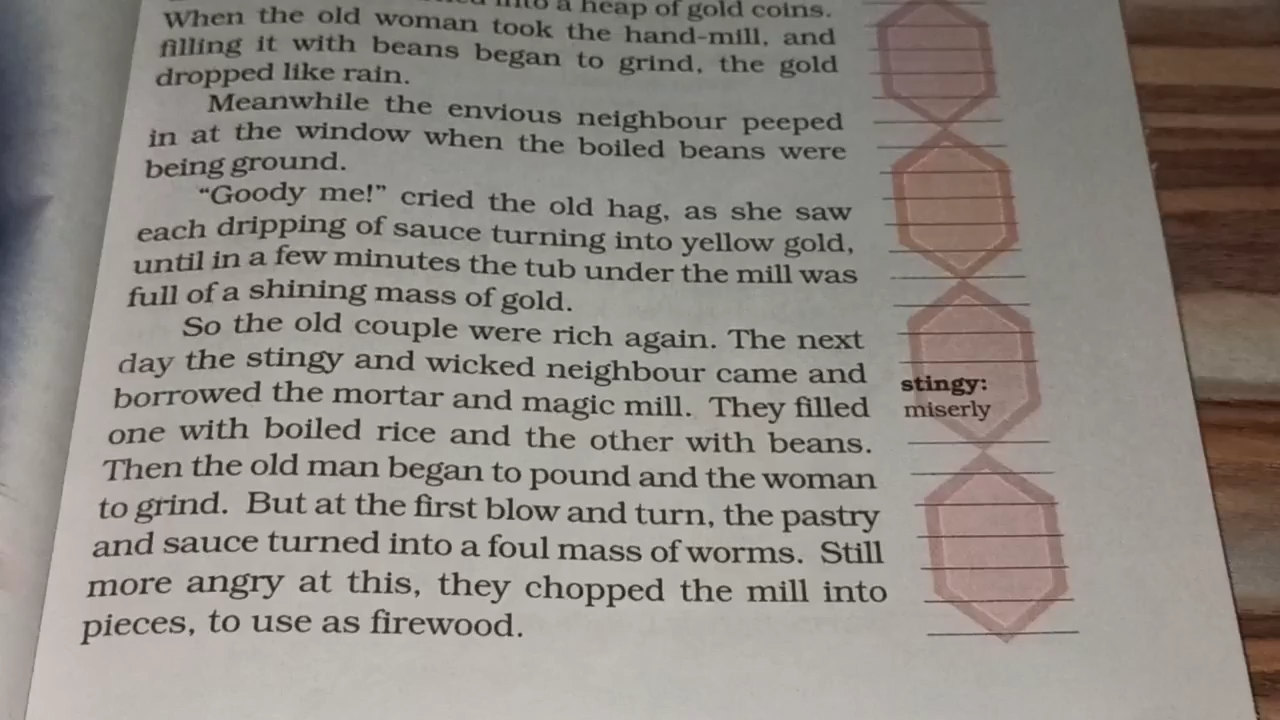 into a heap of gold coins.
When the old woman took the hand-mill, and
filling it with beans began to grind, the gold
dropped like rain.
Meanwhile the envious neighbour peeped
in at the window when the boiled beans were
being ground.
“Goody me!” cried the old hag, as she saw
each dripping of sauce turning into yellow gold,
until in a few minutes the tub under the mill was
full of a shining mass of gold.
So the old couple were rich again. The next
day the stingy and wicked neighbour came and
borrowed the mortar and magic mill. They filled
one with boiled rice and the other with beans.
Then the old man began to pound and the woman
to grind. But at the first blow and turn, the pastry
and sauce turned into a foul mass of worms. Still
more angry at this, they chopped the mill into
pieces, to use as firewood.
stingy:
miserly